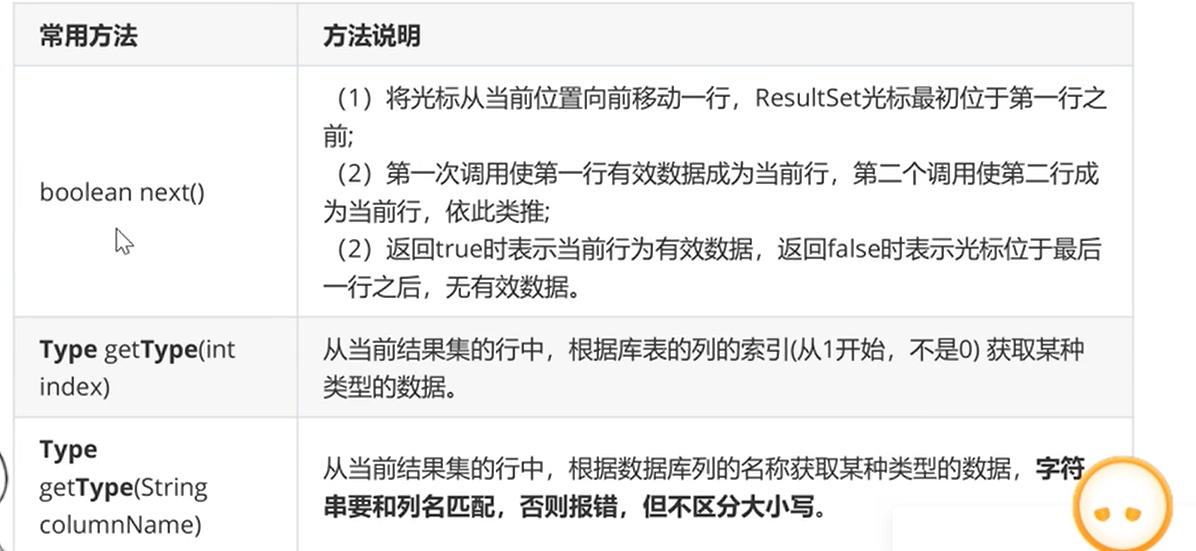 常用方法
方法说明
boolean next()
（1）将光标从当前位置向前移动一行，ResultSet光标最初位于第一行之
前;
（2）第一次调用使第一行有效数据成为当前行，第二个调用使第二行成
为当前行，依此类推;
（2）返回true时表示当前行为有效数据，返回false时表示光标位于最后
一行之后，无有效数据。
Type getType(int
index)
从当前结果集的行中，根据库表的列的索引(从1开始，不是0) 获取某种
类型的数据。
Type
getType(String
columnName)
从当前结果集的行中，根据数据库列的名称获取某种类型的数据，字符
串要和列名匹配，否则报错，但不区分大小写。